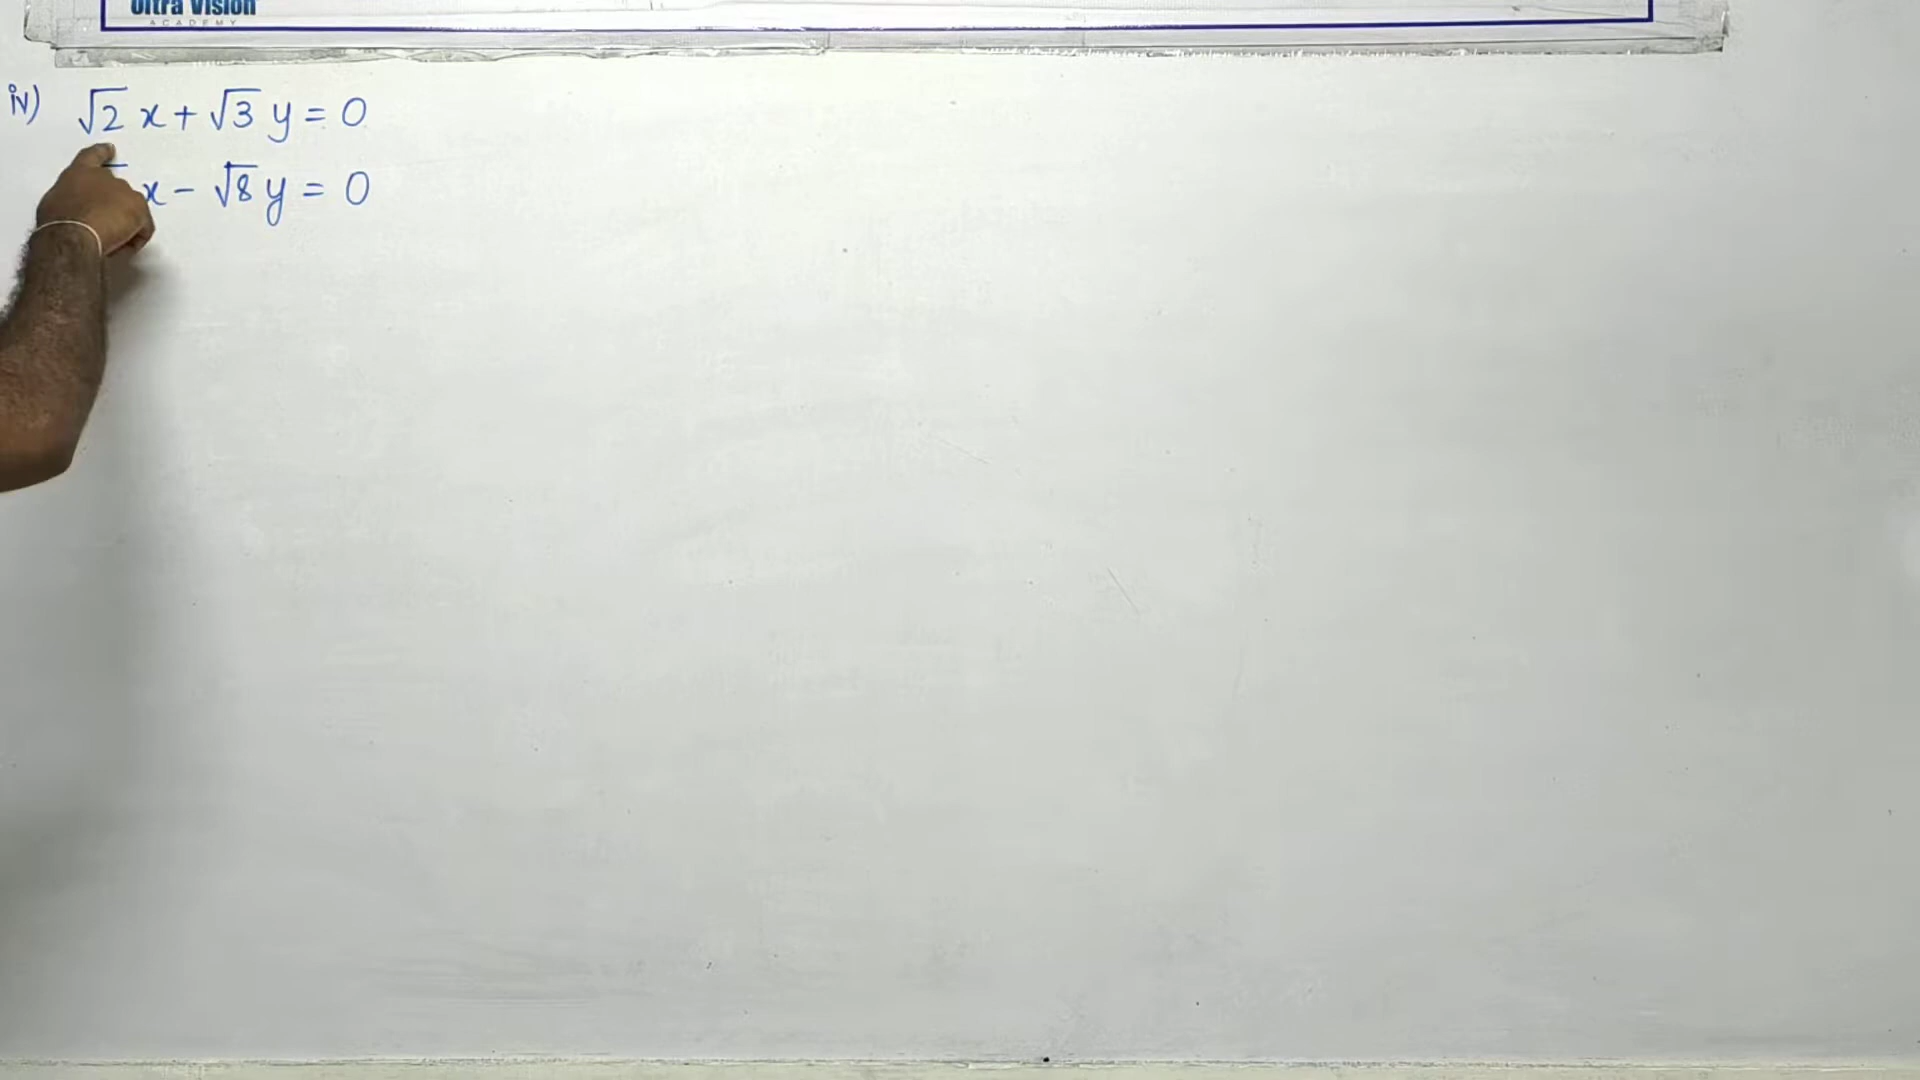 Ultra Vision
ACADEMY
iv) √2 x + √3 y = 0
x - √8 y = 0